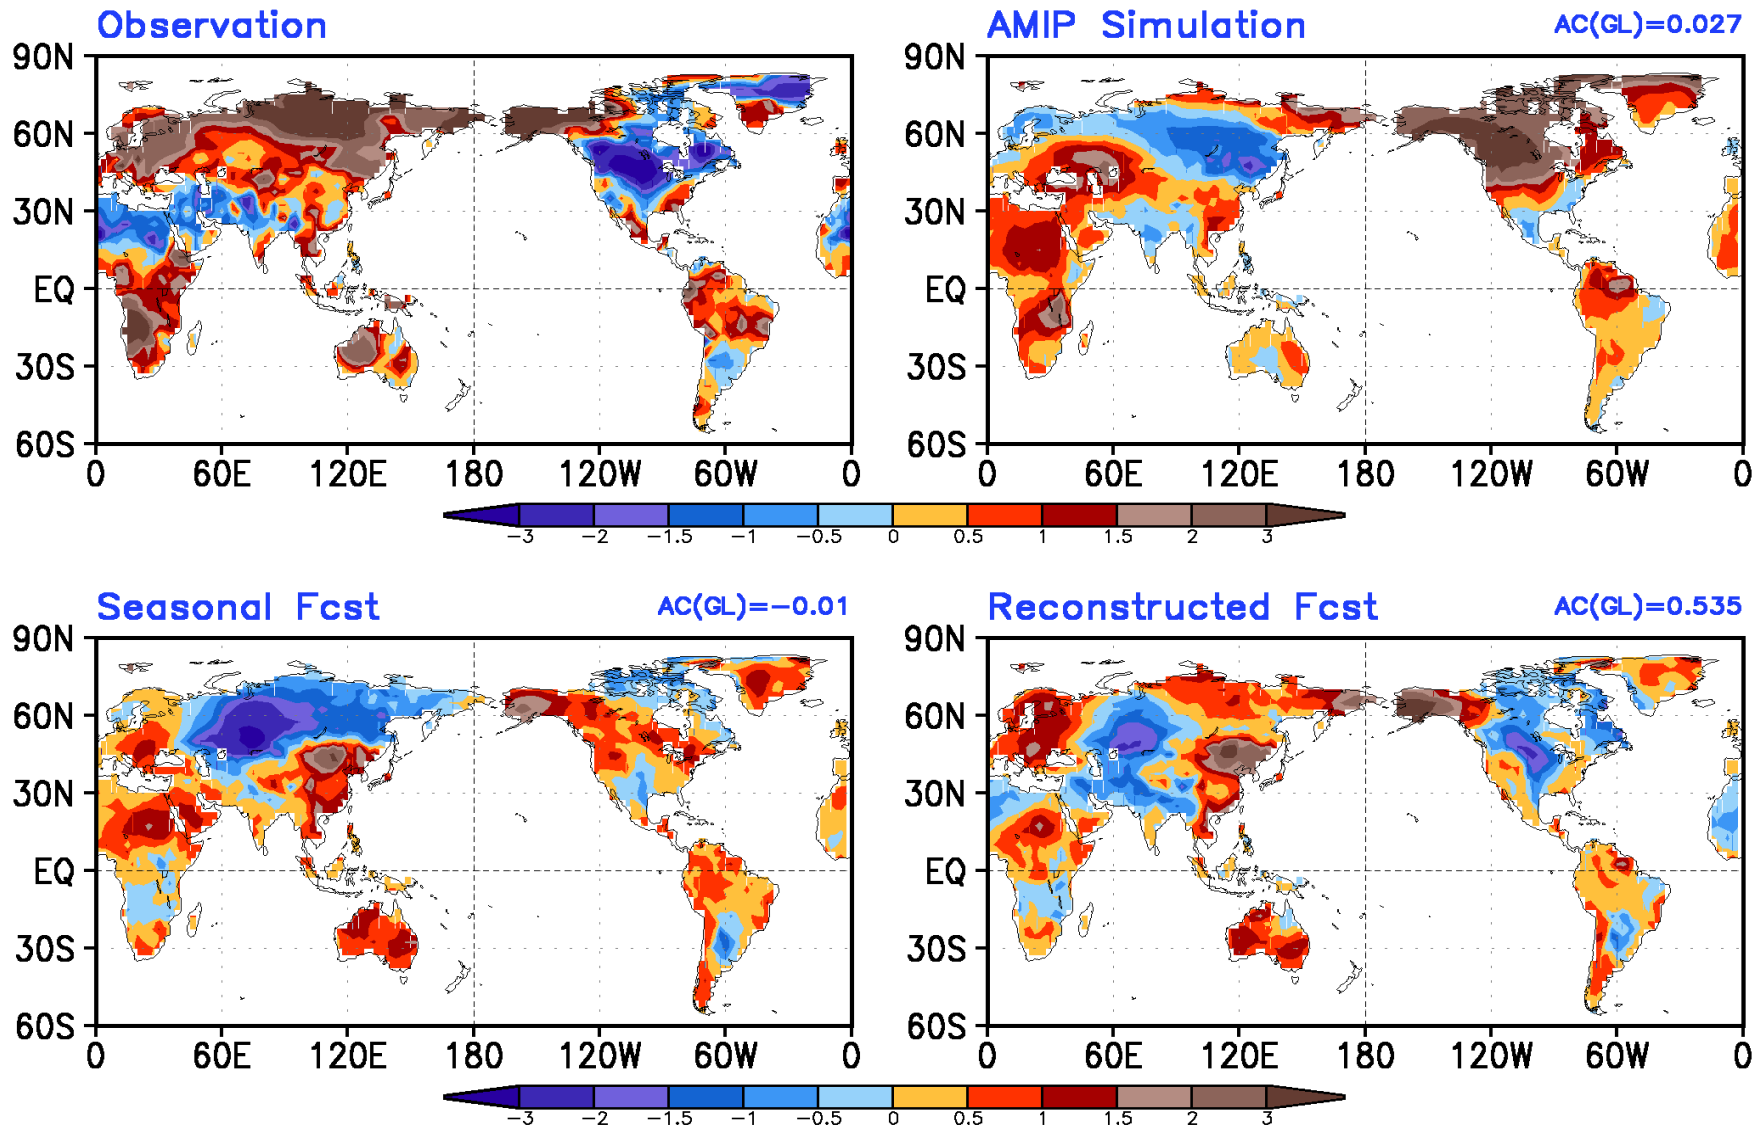 Observation
AMIP Simulation AC(GL)=0.027
90N 90N
60N 60N
30N 30N
EQ EQ
30S 30S
60S 60S
0 60E 120E 180 120W 60W 0 0 60E 120E 180 120W 60W 0
-3 -2 -1.5 -1 -0.5 0 0.5 1 1.5 2 3
Seasonal Fcst AC(GL)=-0.01
Reconstructed Fcst AC(GL)=0.535
90N 90N
60N 60N
30N 30N
EQ EQ
30S 30S
60S 60S
0 60E 120E 180 120W 60W 0 0 60E 120E 180 120W 60W 0
-3 -2 -1.5 -1 -0.5 0 0.5 1 1.5 2 3